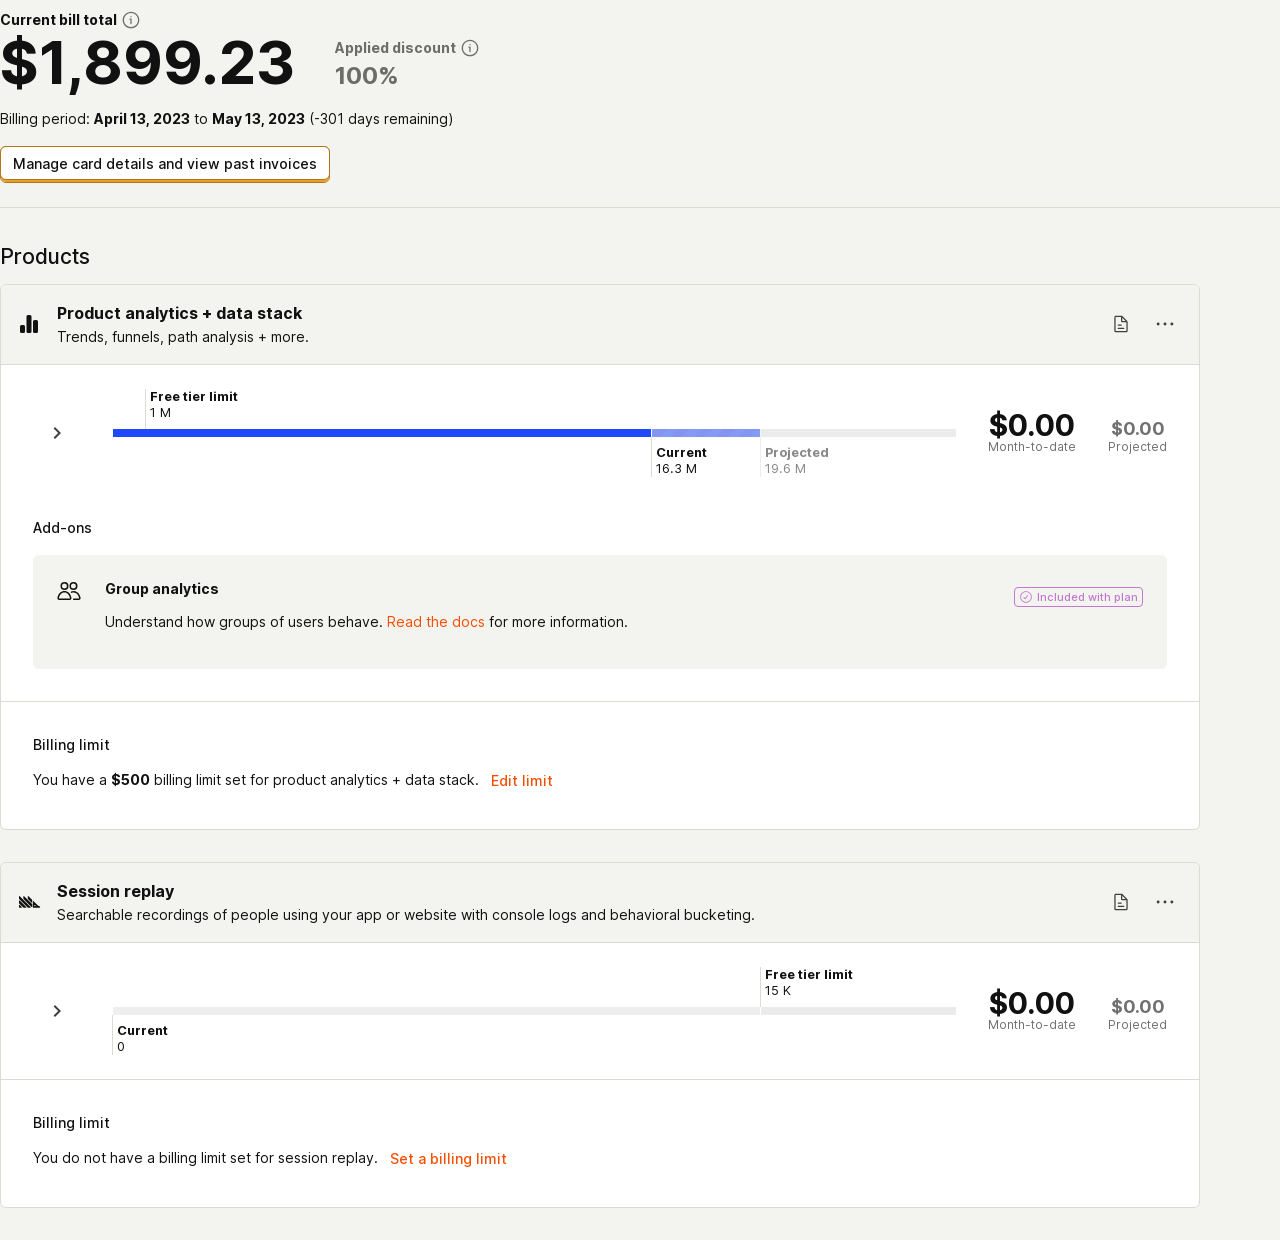 Current bill total
$1,899.23
Applied discount
100%
Billing period: April 13, 2023 to May 13, 2023 (-301 days remaining)
Manage card details and view past invoices
Products
Product analytics + data stack
Trends, funnels, path analysis + more.
Free tier limit
1 M
Current
16.3 M
Projected
19.6 M
$0.00
Month-to-date
$0.00
Projected
Add-ons
Group analytics
Included with plan
Understand how groups of users behave. Read the docs for more information.
Billing limit
You have a $500 billing limit set for product analytics + data stack. Edit limit
Session replay
Searchable recordings of people using your app or website with console logs and behavioral bucketing.
Free tier limit
15 K
Current
0
$0.00
Month-to-date
$0.00
Projected
Billing limit
You do not have a billing limit set for session replay. Set a billing limit